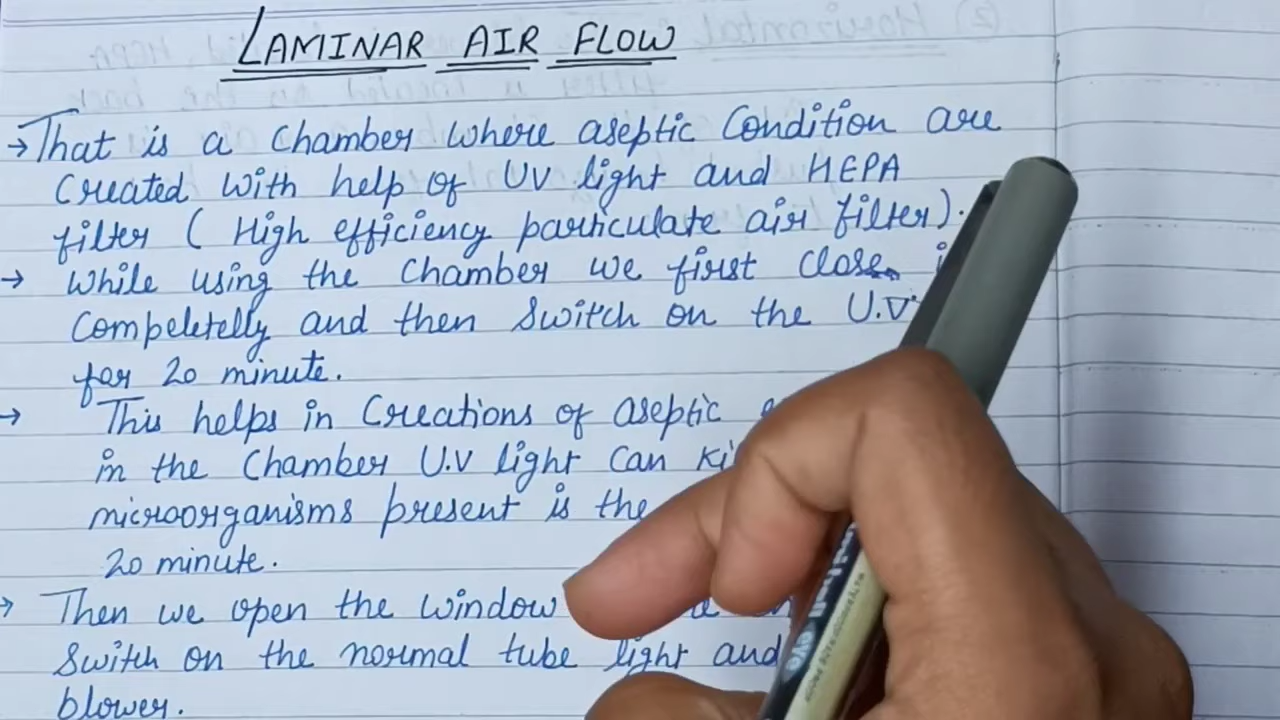 LAMINAR AIR FLOW
→ That is a Chamber where aseptic Condition are
Created with help of UV light and HEPA
filter ( High efficiency particulate air filter).
→ While using the Chamber we first close
Compeletelly and then Switch on the U.V
for 20 minute.
→ This helps in Creations of aseptic
in the Chamber U.V light Can
microorganisms present is the
20 minute.
→ Then we open the window
Switch on the normal tube light and
blower.